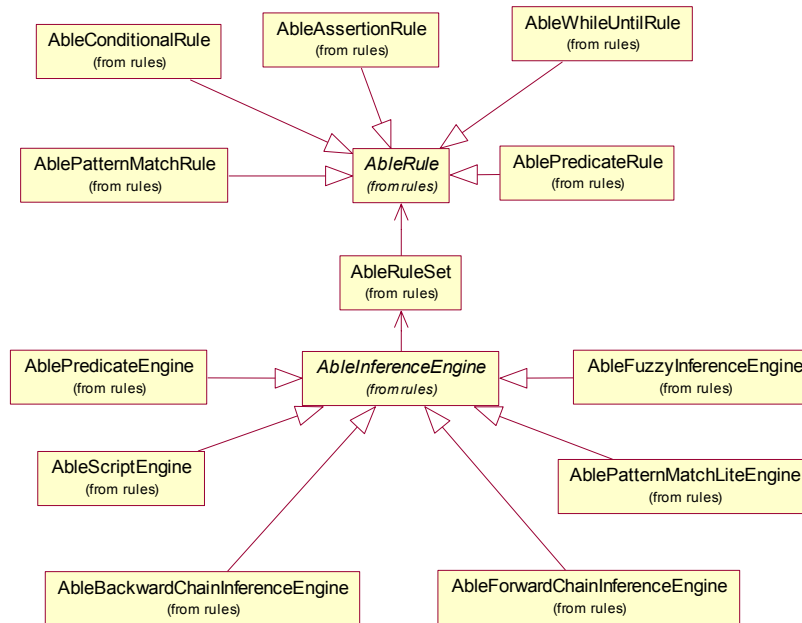 AbleConditionalRule
(from rules)
AbleAssertionRule
(from rules)
AbleWhileUntilRule
(from rules)
AblePatternMatchRule
(from rules)
AbleRule
(from rules)
AblePredicateRule
(from rules)
AbleRuleSet
(from rules)
AblePredicateEngine
(from rules)
AbleInferenceEngine
(from rules)
AbleFuzzyInferenceEngine
(from rules)
AbleScriptEngine
(from rules)
AblePatternMatchLiteEngine
(from rules)
AbleBackwardChainInferenceEngine
(from rules)
AbleForwardChainInferenceEngine
(from rules)